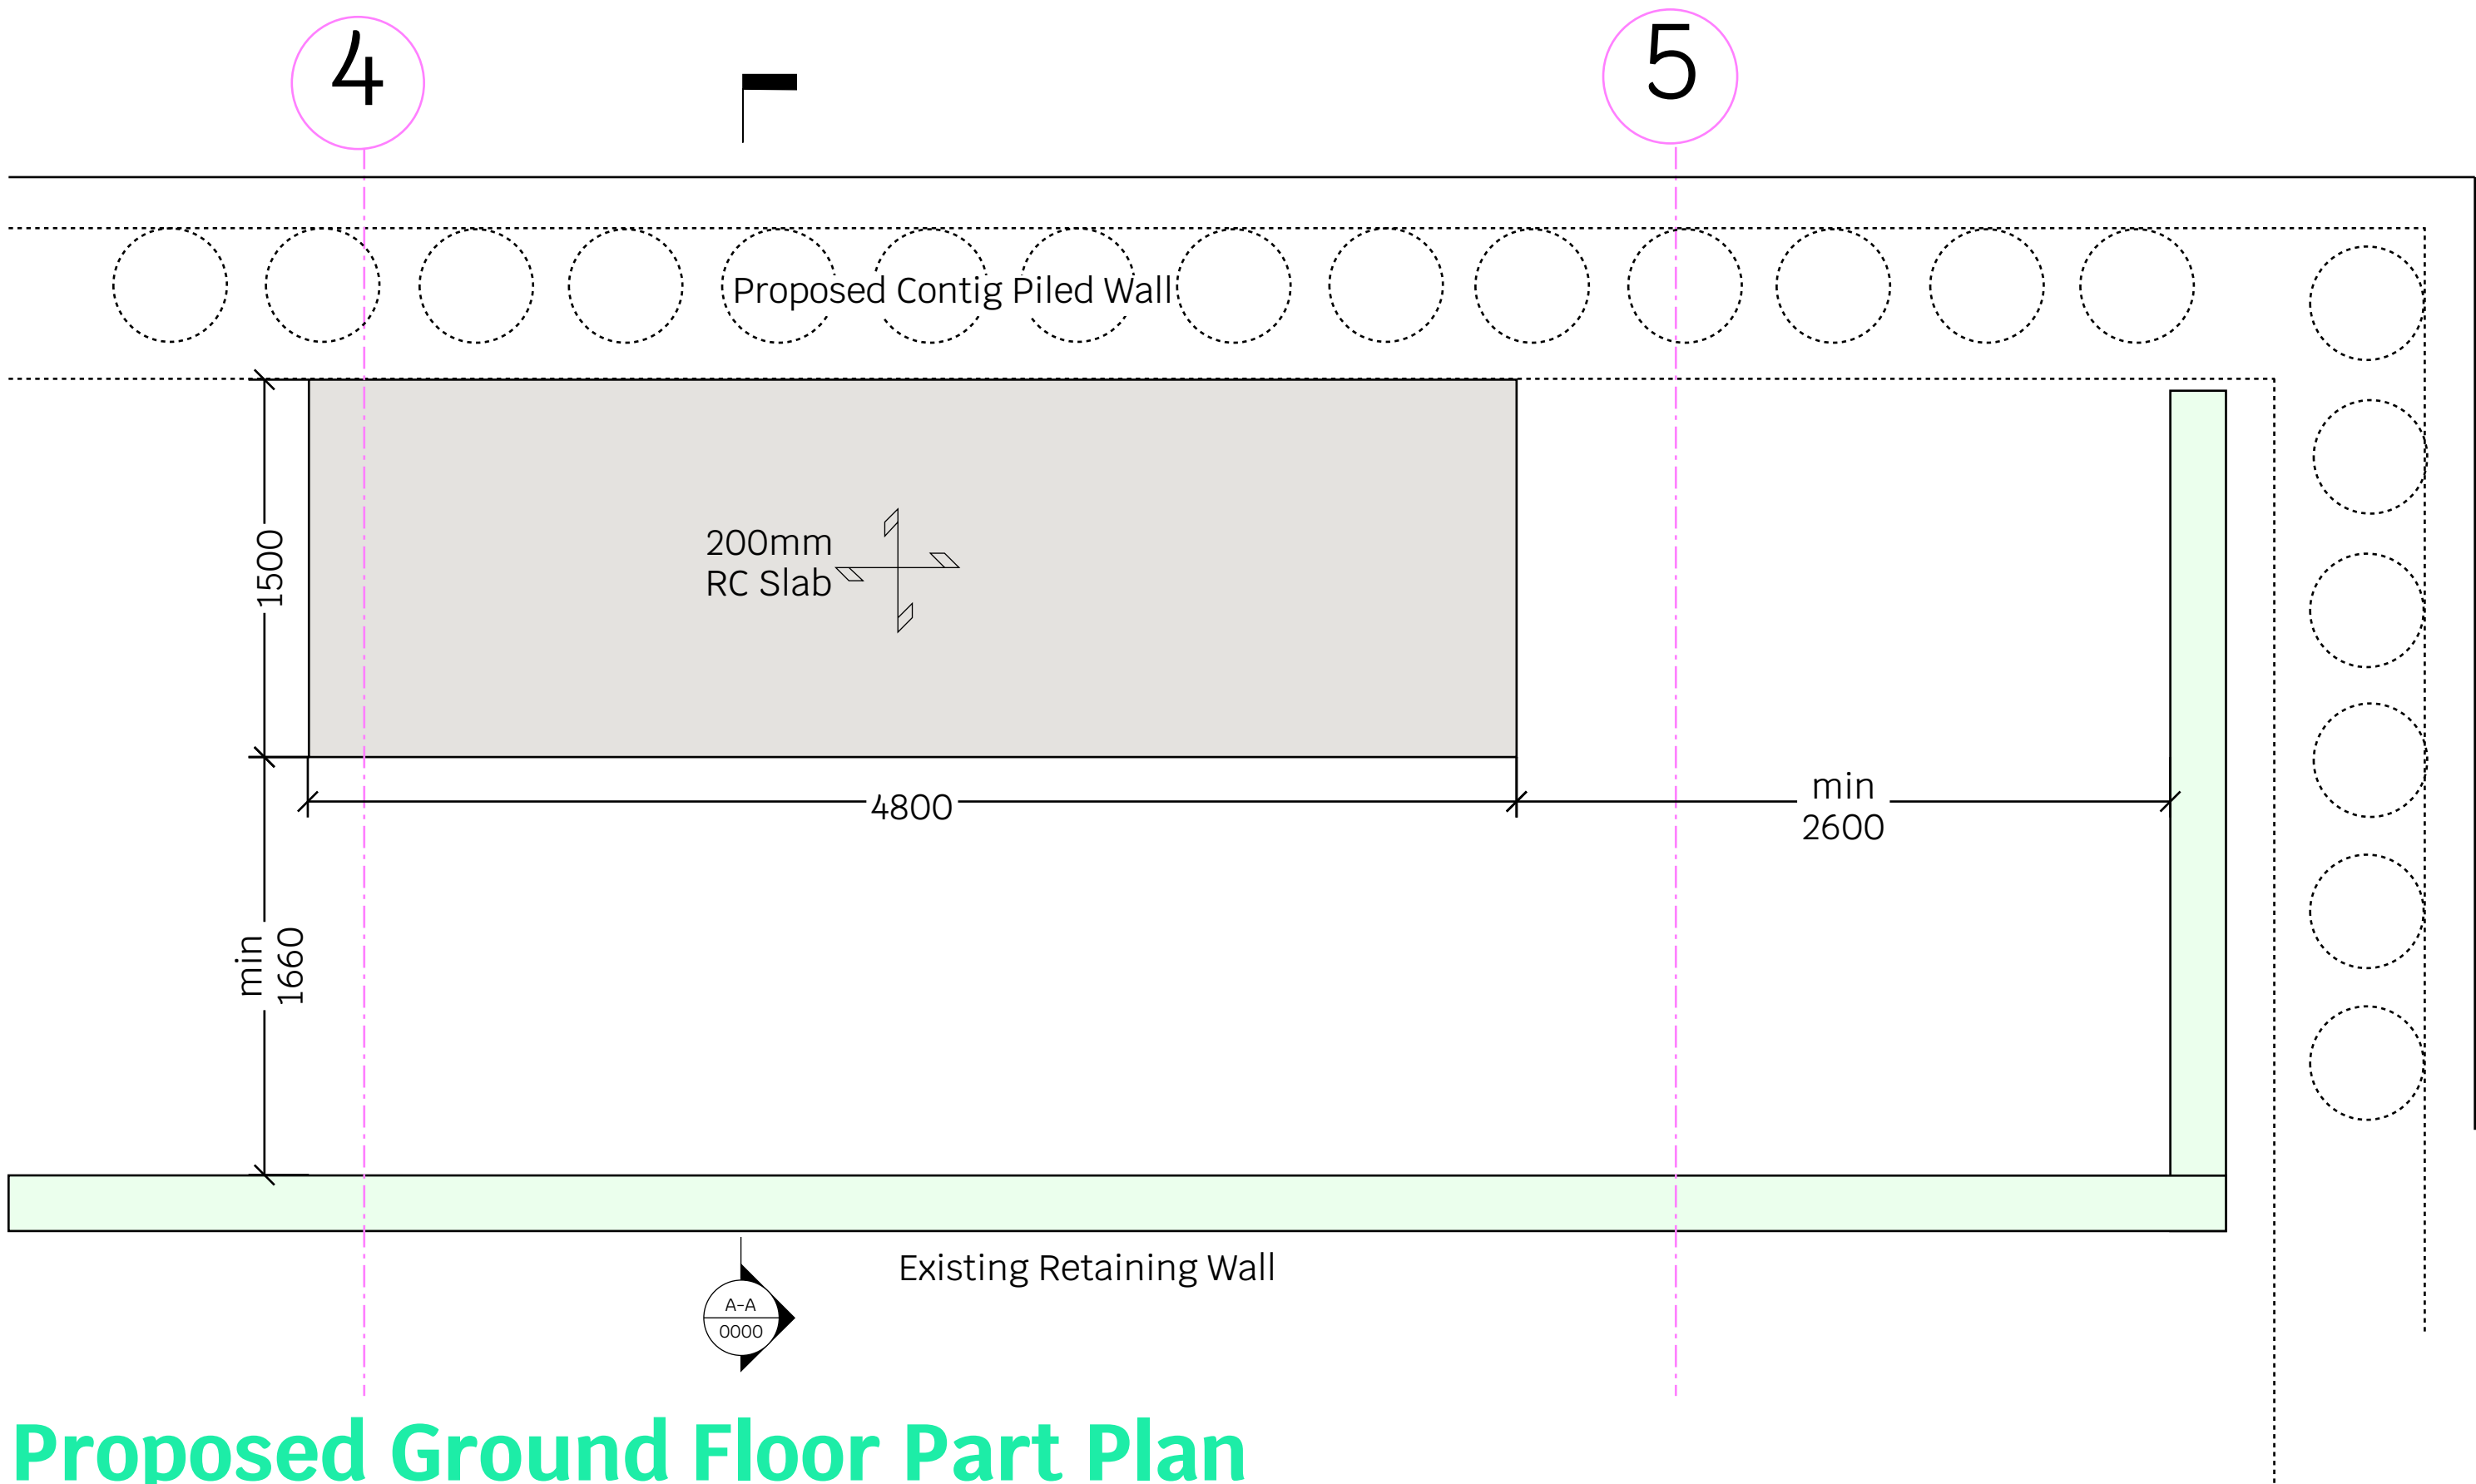 4
5
Proposed Contig Piled Wall
200mm
RC Slab
1500
4800
min
2600
min
1660
Existing Retaining Wall
A-A
0000
Proposed Ground Floor Part Plan